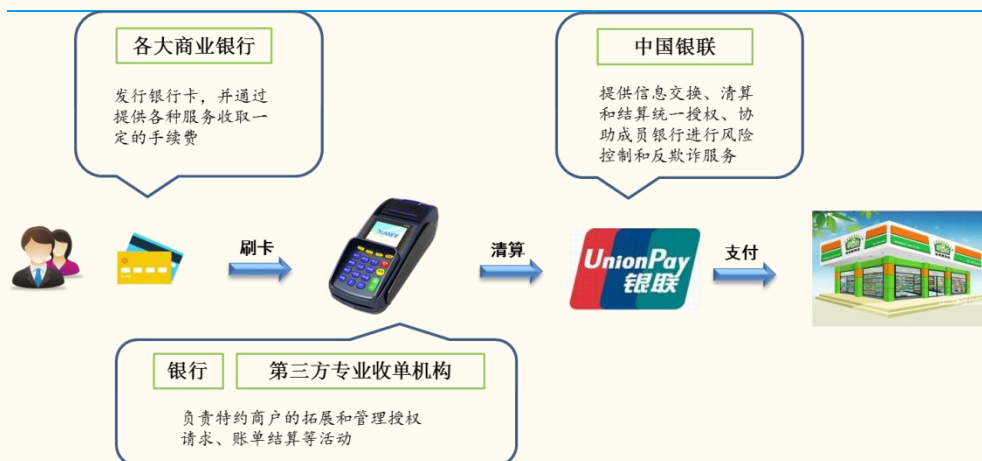 各大商业银行
发行银行卡，并通过
提供各种服务收取一
定的手续费
中国银联
提供信息交换、清算
和结算统一授权、协
助成员银行进行风险
控制和反欺诈服务
刷卡
清算
UnionPay
银联
支付
银行
第三方专业收单机构
负责特约商户的拓展和管理授权
请求、账单结算等活动